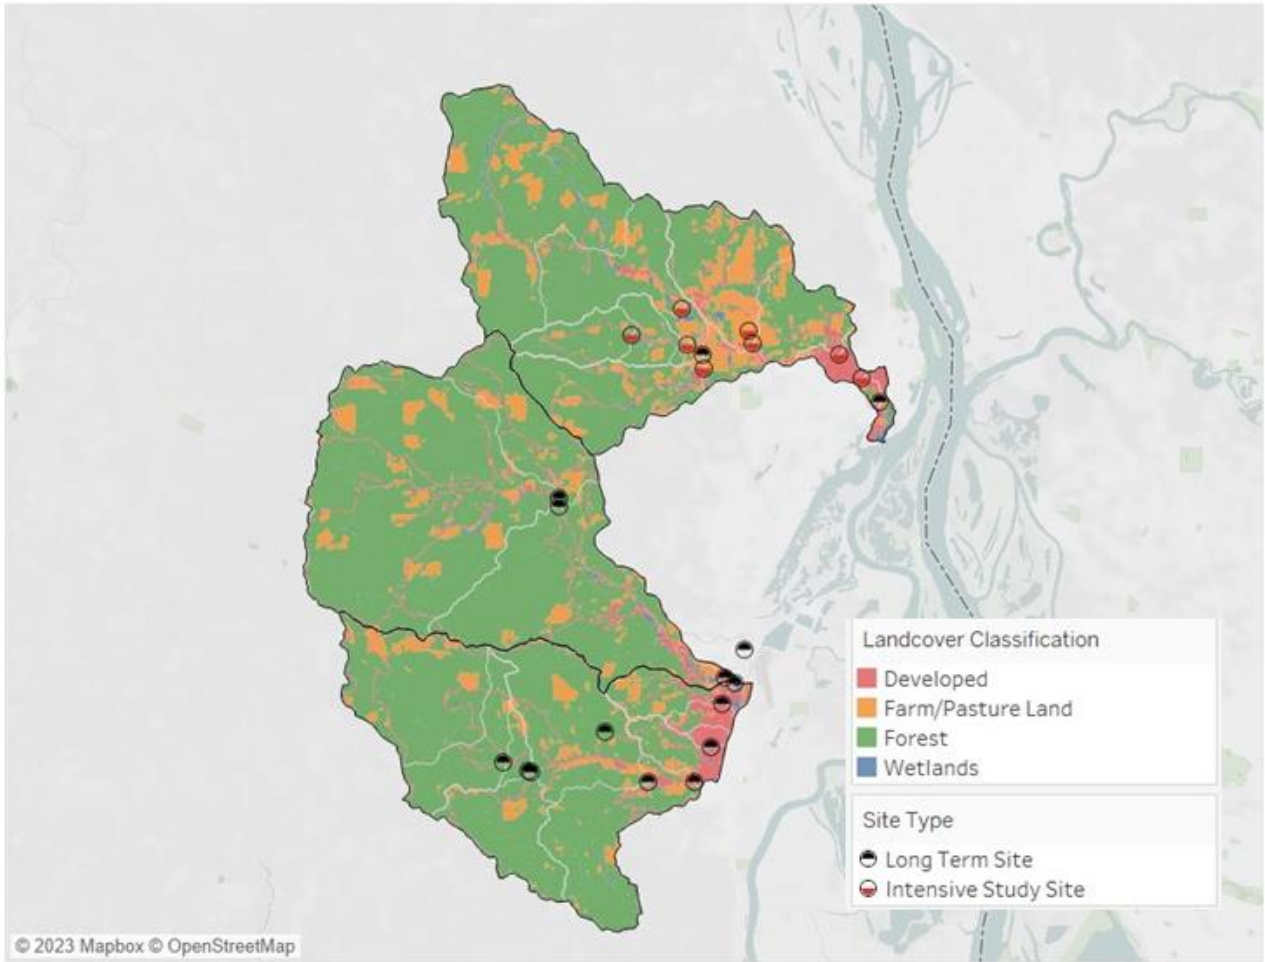 Landcover Classification
Developed
Farm/Pasture Land
Forest
Wetlands
Site Type
Long Term Site
Intensive Study Site
© 2023 Mapbox © OpenStreetMap